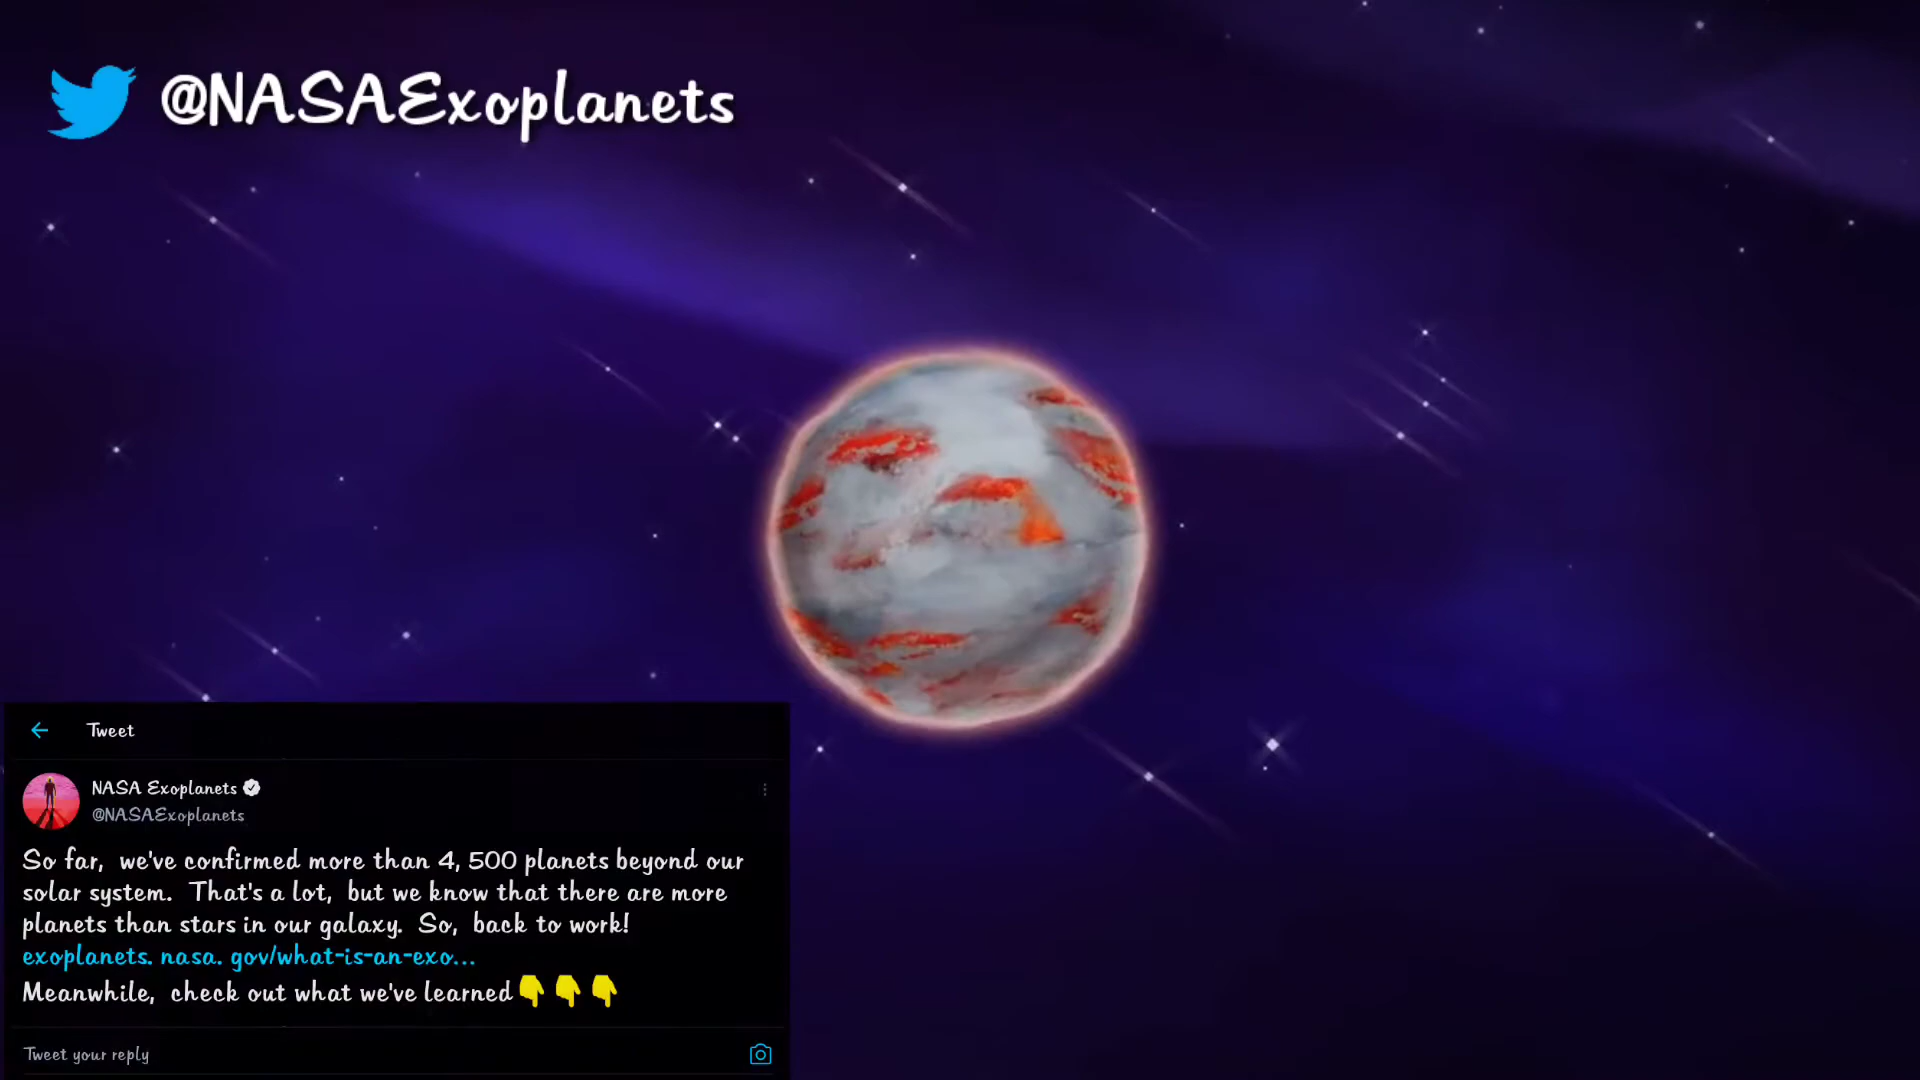 @NASAExoplanets
Tweet
NASA Exoplanets
@NASAExoplanets
So far, we've confirmed more than 4, 500 planets beyond our
solar system. That's a lot, but we know that there are more
planets than stars in our galaxy. So, back to work!
exoplanets. nasa. gov/what-is-an-exo...
Meanwhile, check out what we've learned👇👇👇
Tweet your reply